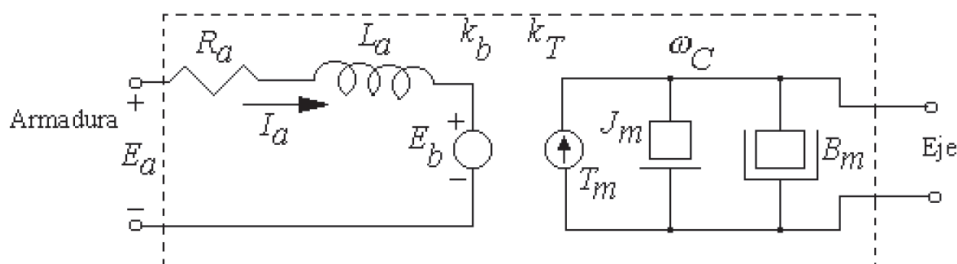 R_a
L_a
k_b
k_T
ω_C
+
Armadura
E_a
−
I_a
+
E_b
−
T_m
J_m
B_m
Eje